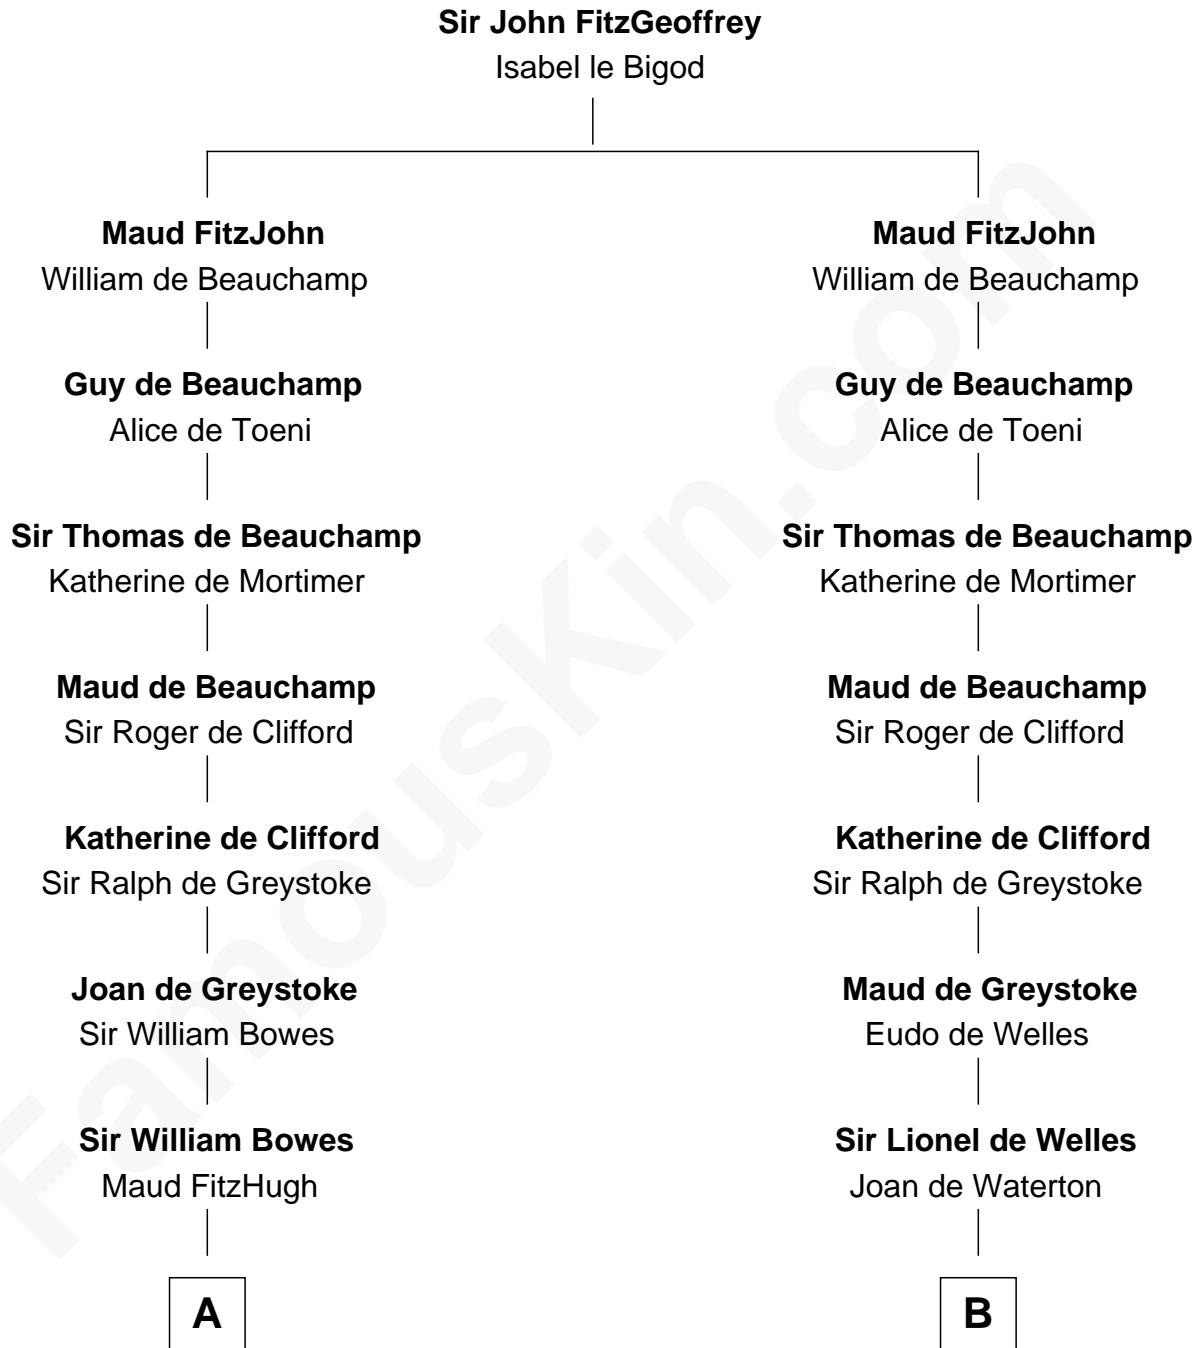 Sir John FitzGeoffrey
Isabel le Bigod
Maud FitzJohn
William de Beauchamp
Guy de Beauchamp
Alice de Toeni
Sir Thomas de Beauchamp
Katherine de Mortimer
Maud de Beauchamp
Sir Roger de Clifford
Katherine de Clifford
Sir Ralph de Greystoke
Joan de Greystoke
Sir William Bowes
Sir William Bowes
Maud FitzHugh
A
Maud FitzJohn
William de Beauchamp
Guy de Beauchamp
Alice de Toeni
Sir Thomas de Beauchamp
Katherine de Mortimer
Maud de Beauchamp
Sir Roger de Clifford
Katherine de Clifford
Sir Ralph de Greystoke
Maud de Greystoke
Eudo de Welles
Sir Lionel de Welles
Joan de Waterton
B
FamousKin.com